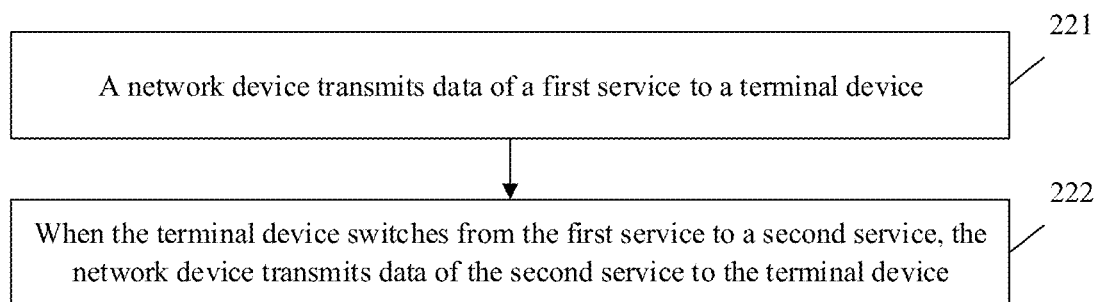 221
A network device transmits data of a first service to a terminal device
222
When the terminal device switches from the first service to a second service, the
network device transmits data of the second service to the terminal device